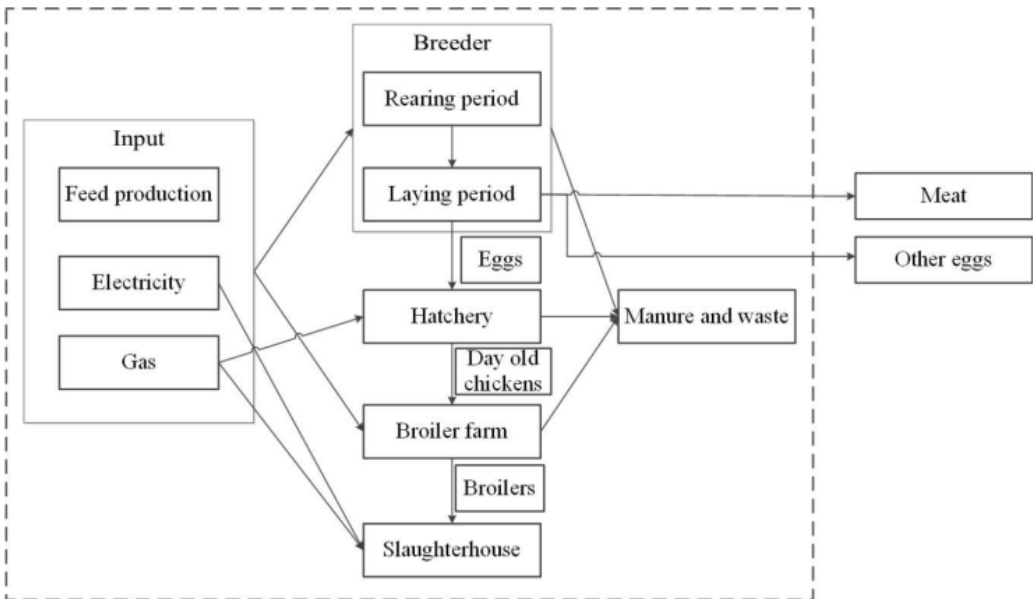 Breeder
Rearing period
Input
Feed production
Laying period
Meat
Eggs
Other eggs
Electricity
Hatchery
Manure and waste
Gas
Day old
chickens
Broiler farm
Broilers
Slaughterhouse